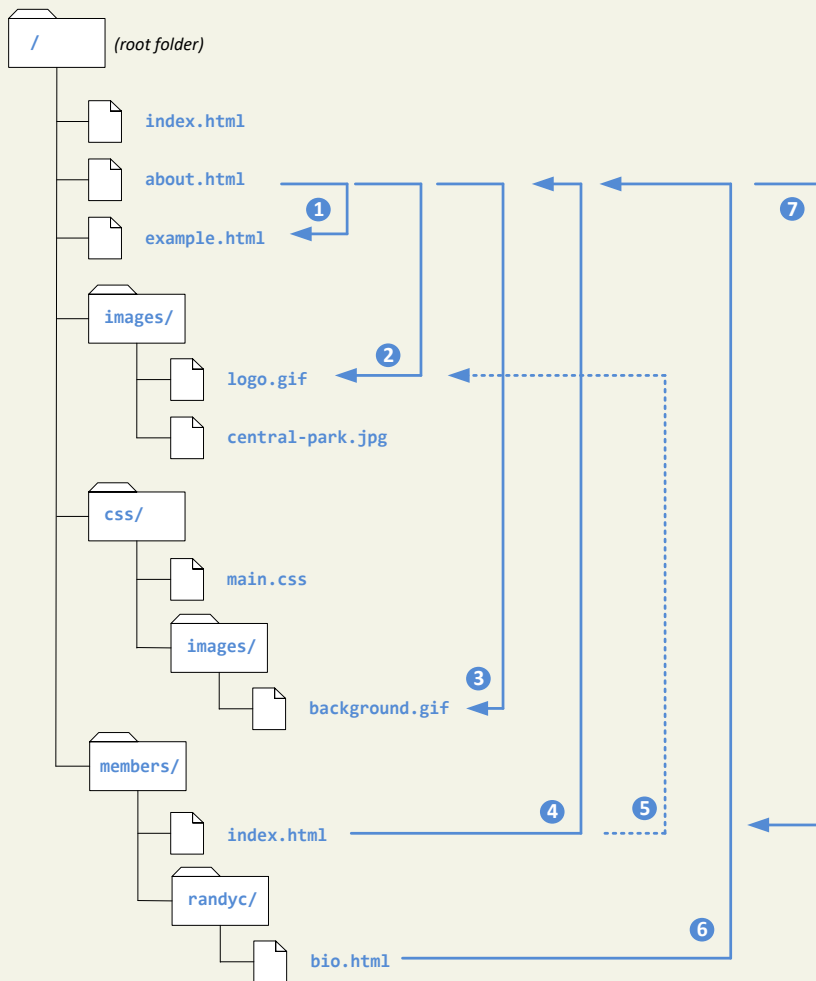 / (root folder)
index.html
about.html
1 7
example.html
images/
2
logo.gif
central-park.jpg
css/
main.css
images/
3
background.gif
members/
4 5
index.html
randyc/
6
bio.html